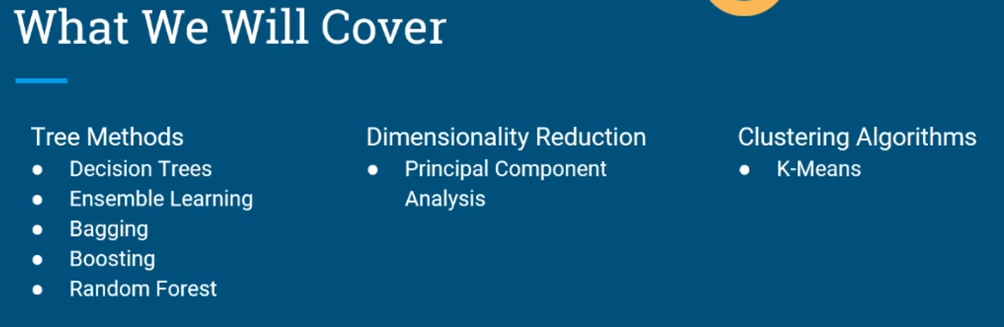 What We Will Cover
Tree Methods
● Decision Trees
● Ensemble Learning
● Bagging
● Boosting
● Random Forest
Dimensionality Reduction
● Principal Component
Analysis
Clustering Algorithms
● K-Means